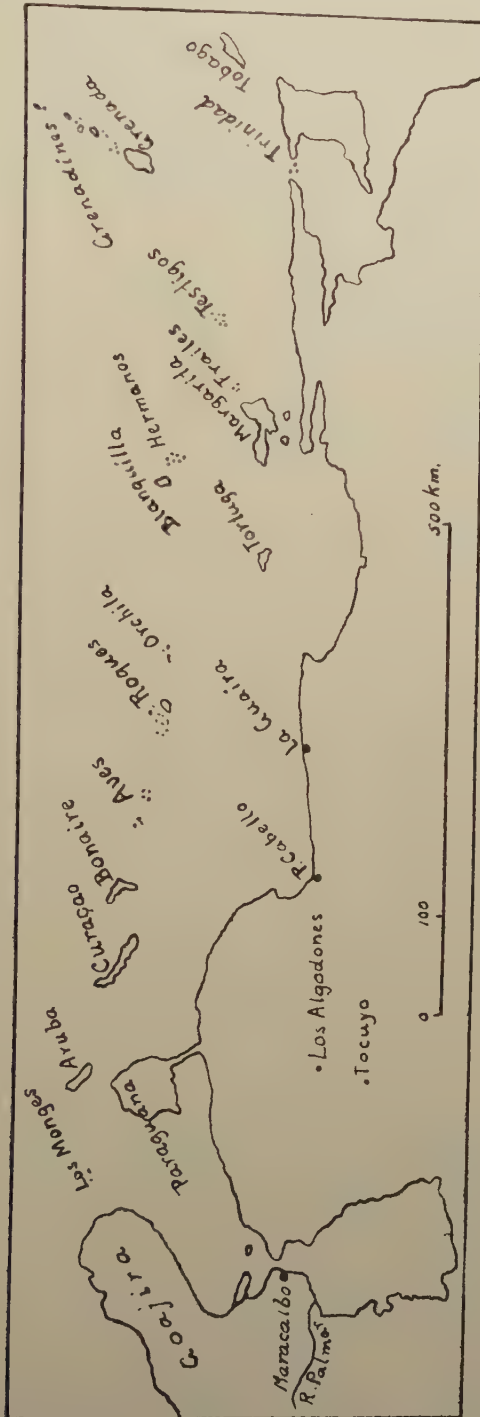 Goajira
Los Monges
Aruba
Curaçao
Bonaire
Aves
Roques
Orchila
Blanquilla
Hermanos
Tortuga
Margarita
Frailes
Testigos
Grenadines
Grenada
Tobago
Trinidad
Paraguana
P. Cabello
La Guaira
Maracaibo
R. Palmar
Los Algodones
Tocuyo
0 100 500 km.